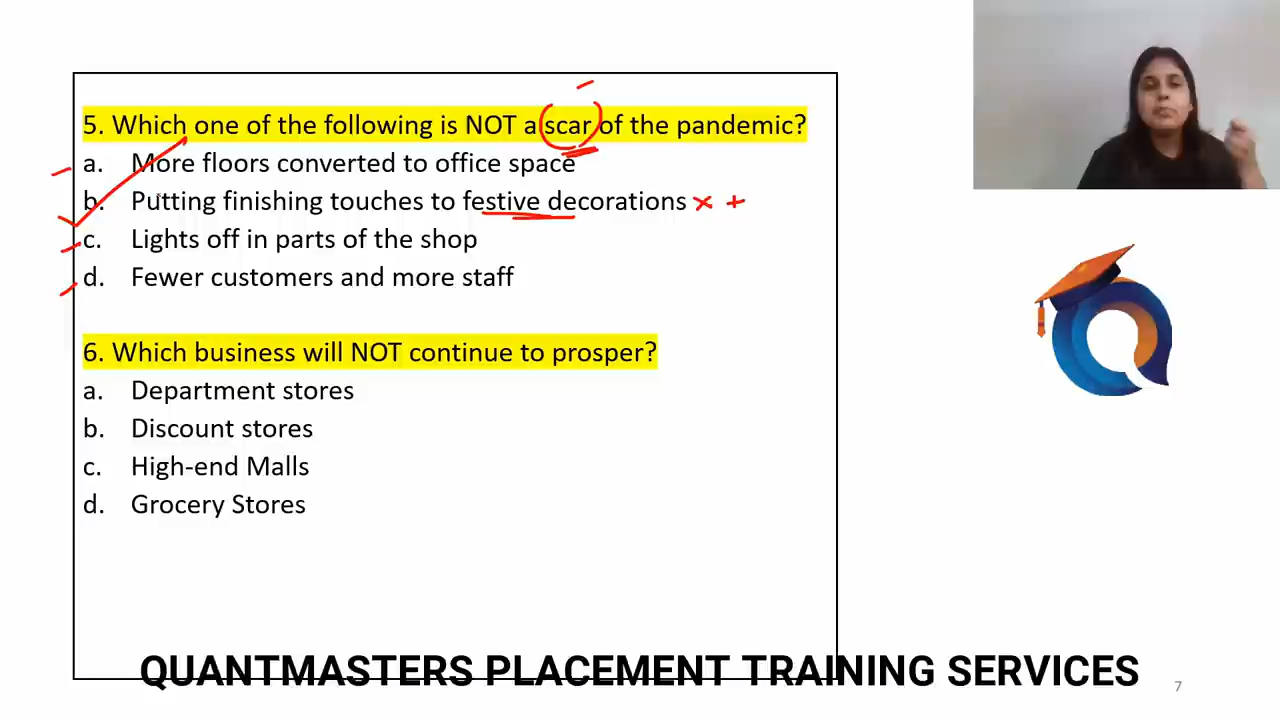 5. Which one of the following is NOT a scar of the pandemic?
a. More floors converted to office space
b. Putting finishing touches to festive decorations × +
c. Lights off in parts of the shop
d. Fewer customers and more staff
6. Which business will NOT continue to prosper?
a. Department stores
b. Discount stores
c. High-end Malls
d. Grocery Stores
QUANTMASTERS PLACEMENT TRAINING SERVICES
7